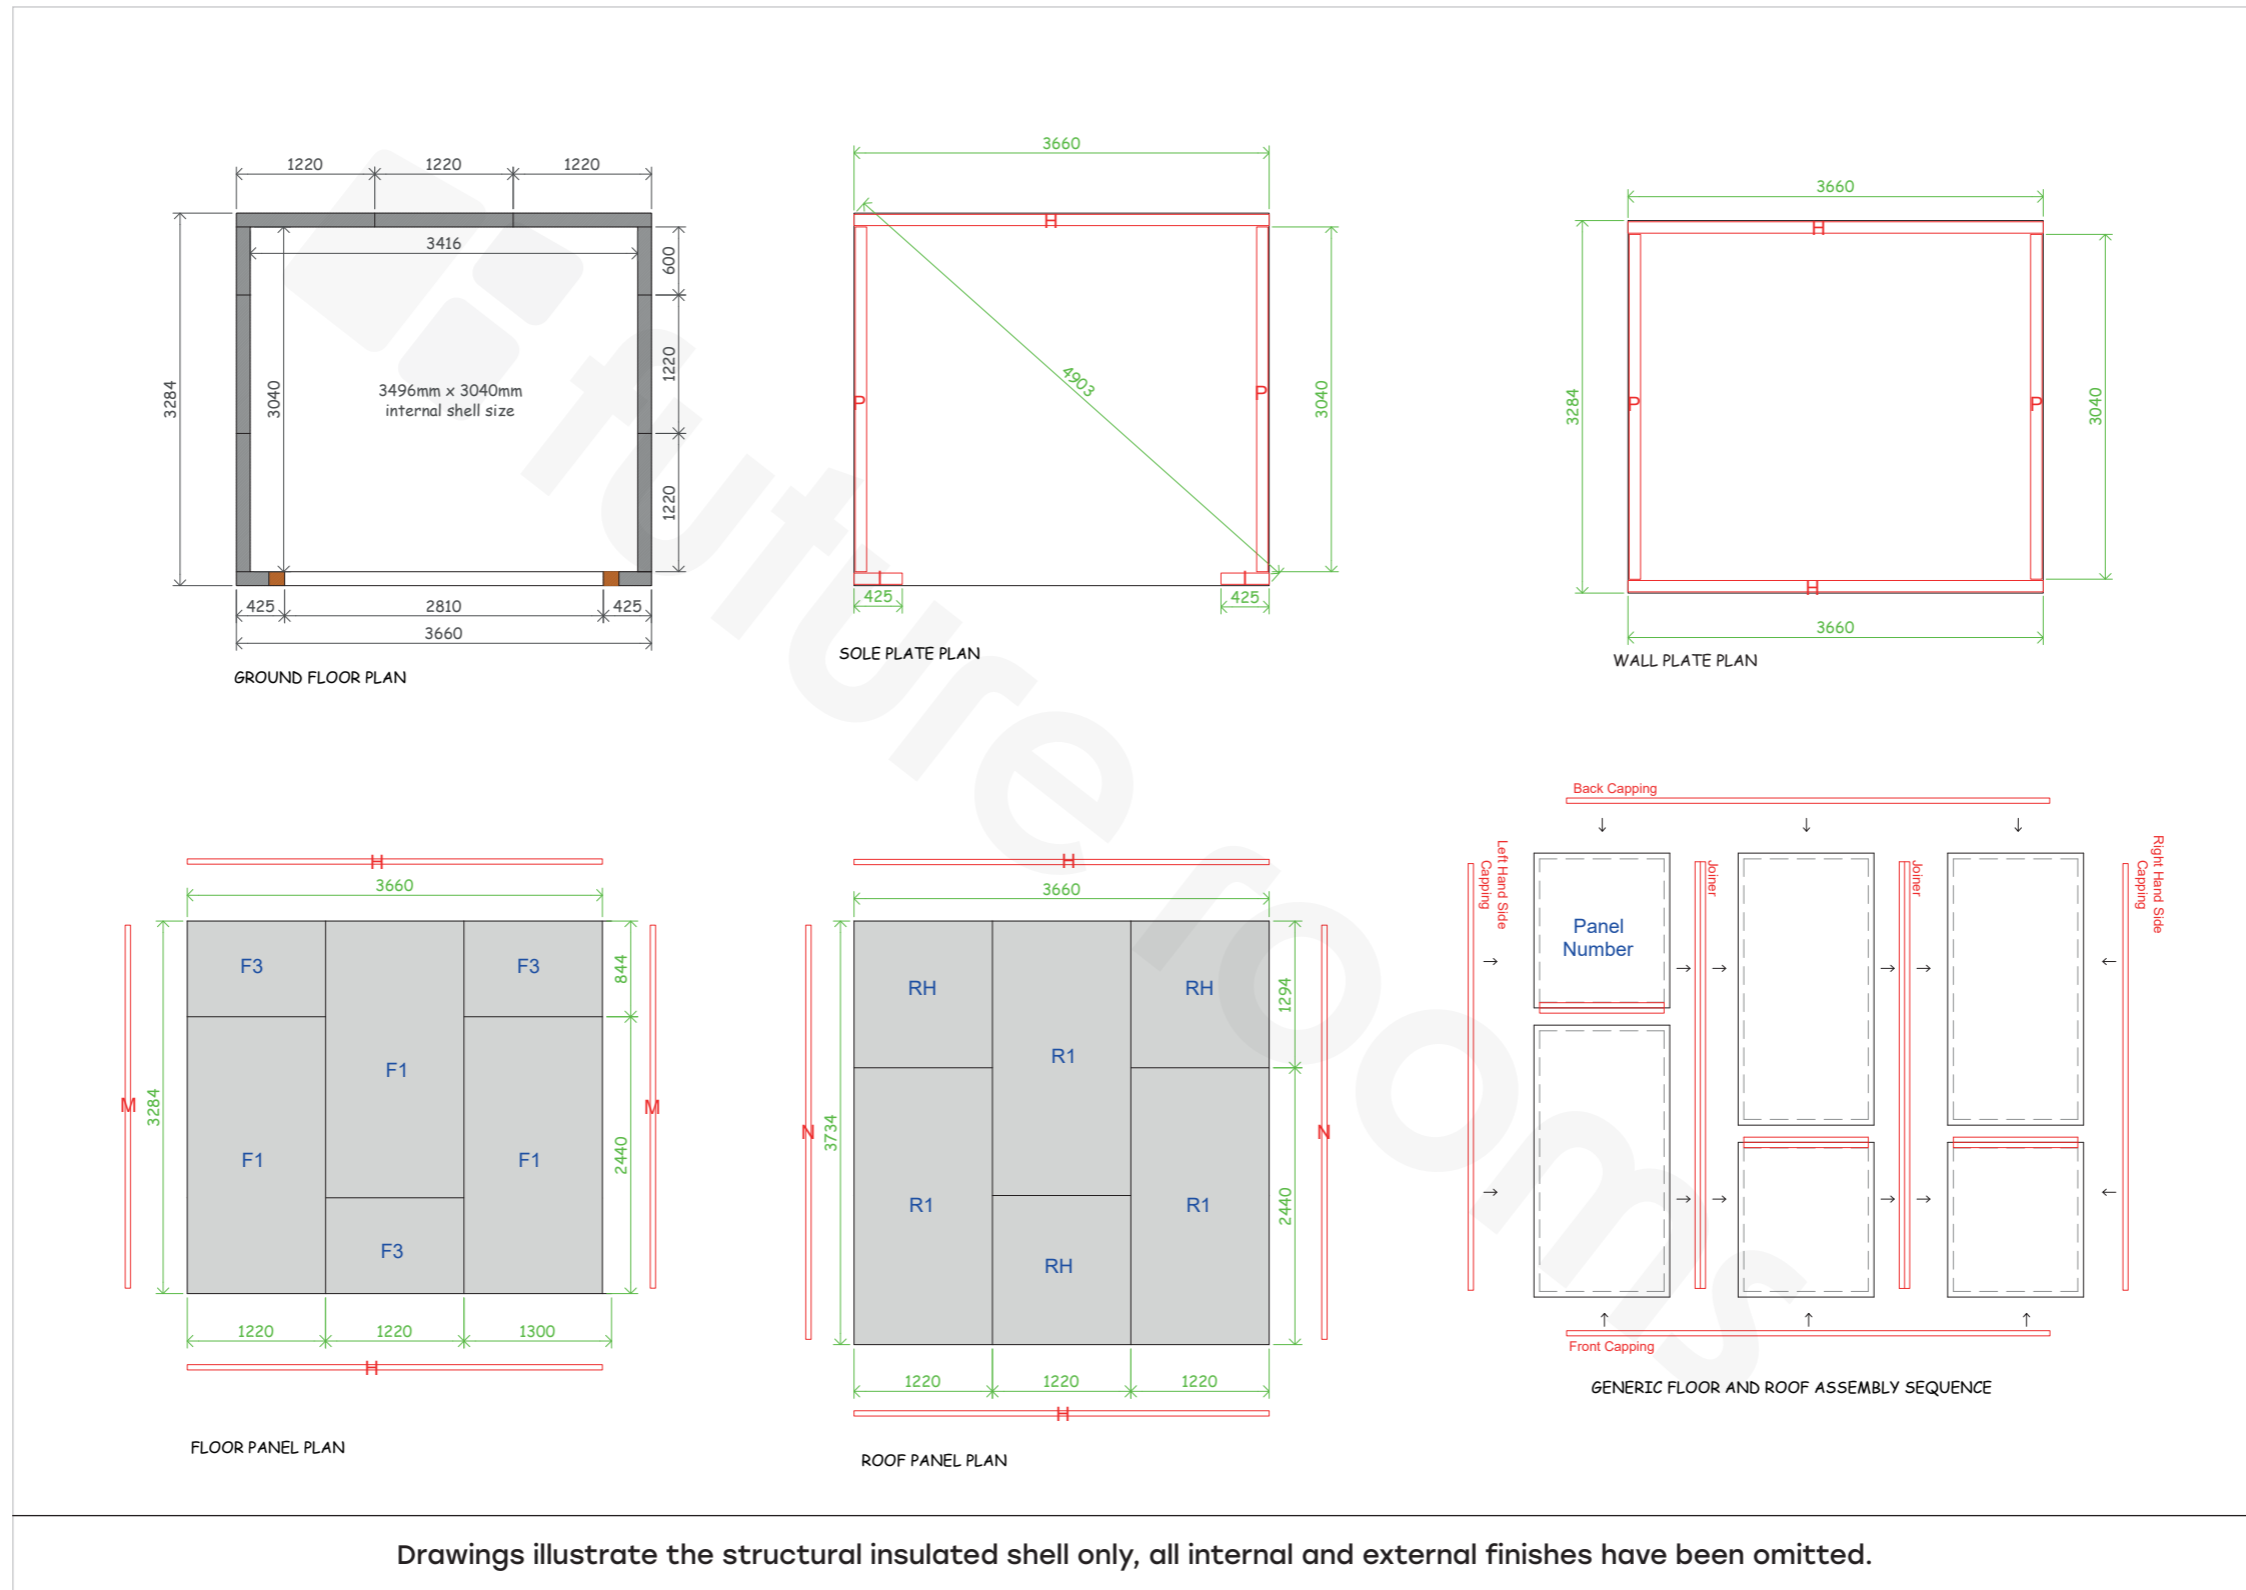 1220 1220 1220
3416
3284
3040
3496mm x 3040mm
internal shell size
600
1220
1220
425 2810 425
3660
GROUND FLOOR PLAN
3660
H
P
4903
P
3040
L L
425 425
SOLE PLATE PLAN
3660
H
3284
P
P
3040
H
3660
WALL PLATE PLAN
H
3660
F3 F3
844
F1
M
3284
M
F1 F1
2440
F3
1220 1220 1300
H
FLOOR PANEL PLAN
H
3660
RH RH
1294
R1
N
3734
N
R1 R1
2440
RH
1220 1220 1220
H
ROOF PANEL PLAN
Back Capping
Left Hand Side
Capping
Joiner
Joiner
Right Hand Side
Capping
Panel
Number
Front Capping
GENERIC FLOOR AND ROOF ASSEMBLY SEQUENCE
future rooms
Drawings illustrate the structural insulated shell only, all internal and external finishes have been omitted.